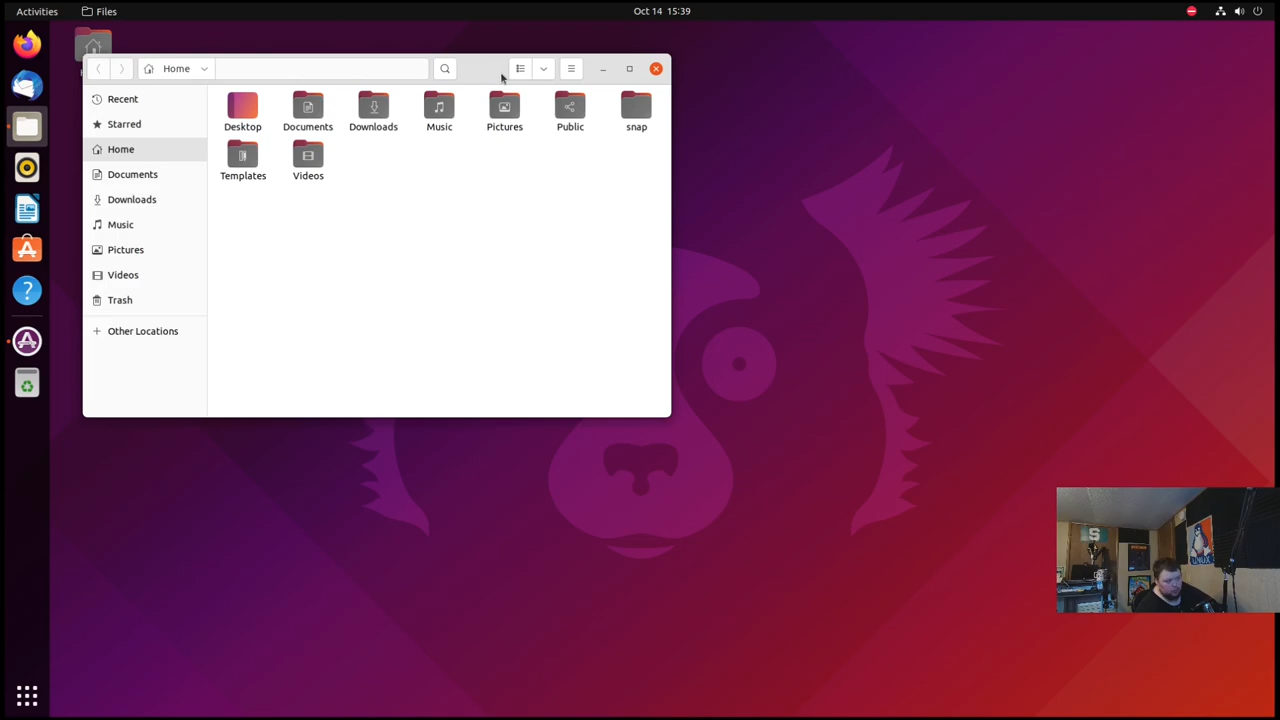 Activities
Files
Oct 14 15:39
Home
Recent
Starred
Home
Documents
Downloads
Music
Pictures
Videos
Trash
+ Other Locations
Desktop
Documents
Downloads
Music
Pictures
Public
snap
Templates
Videos
?
S